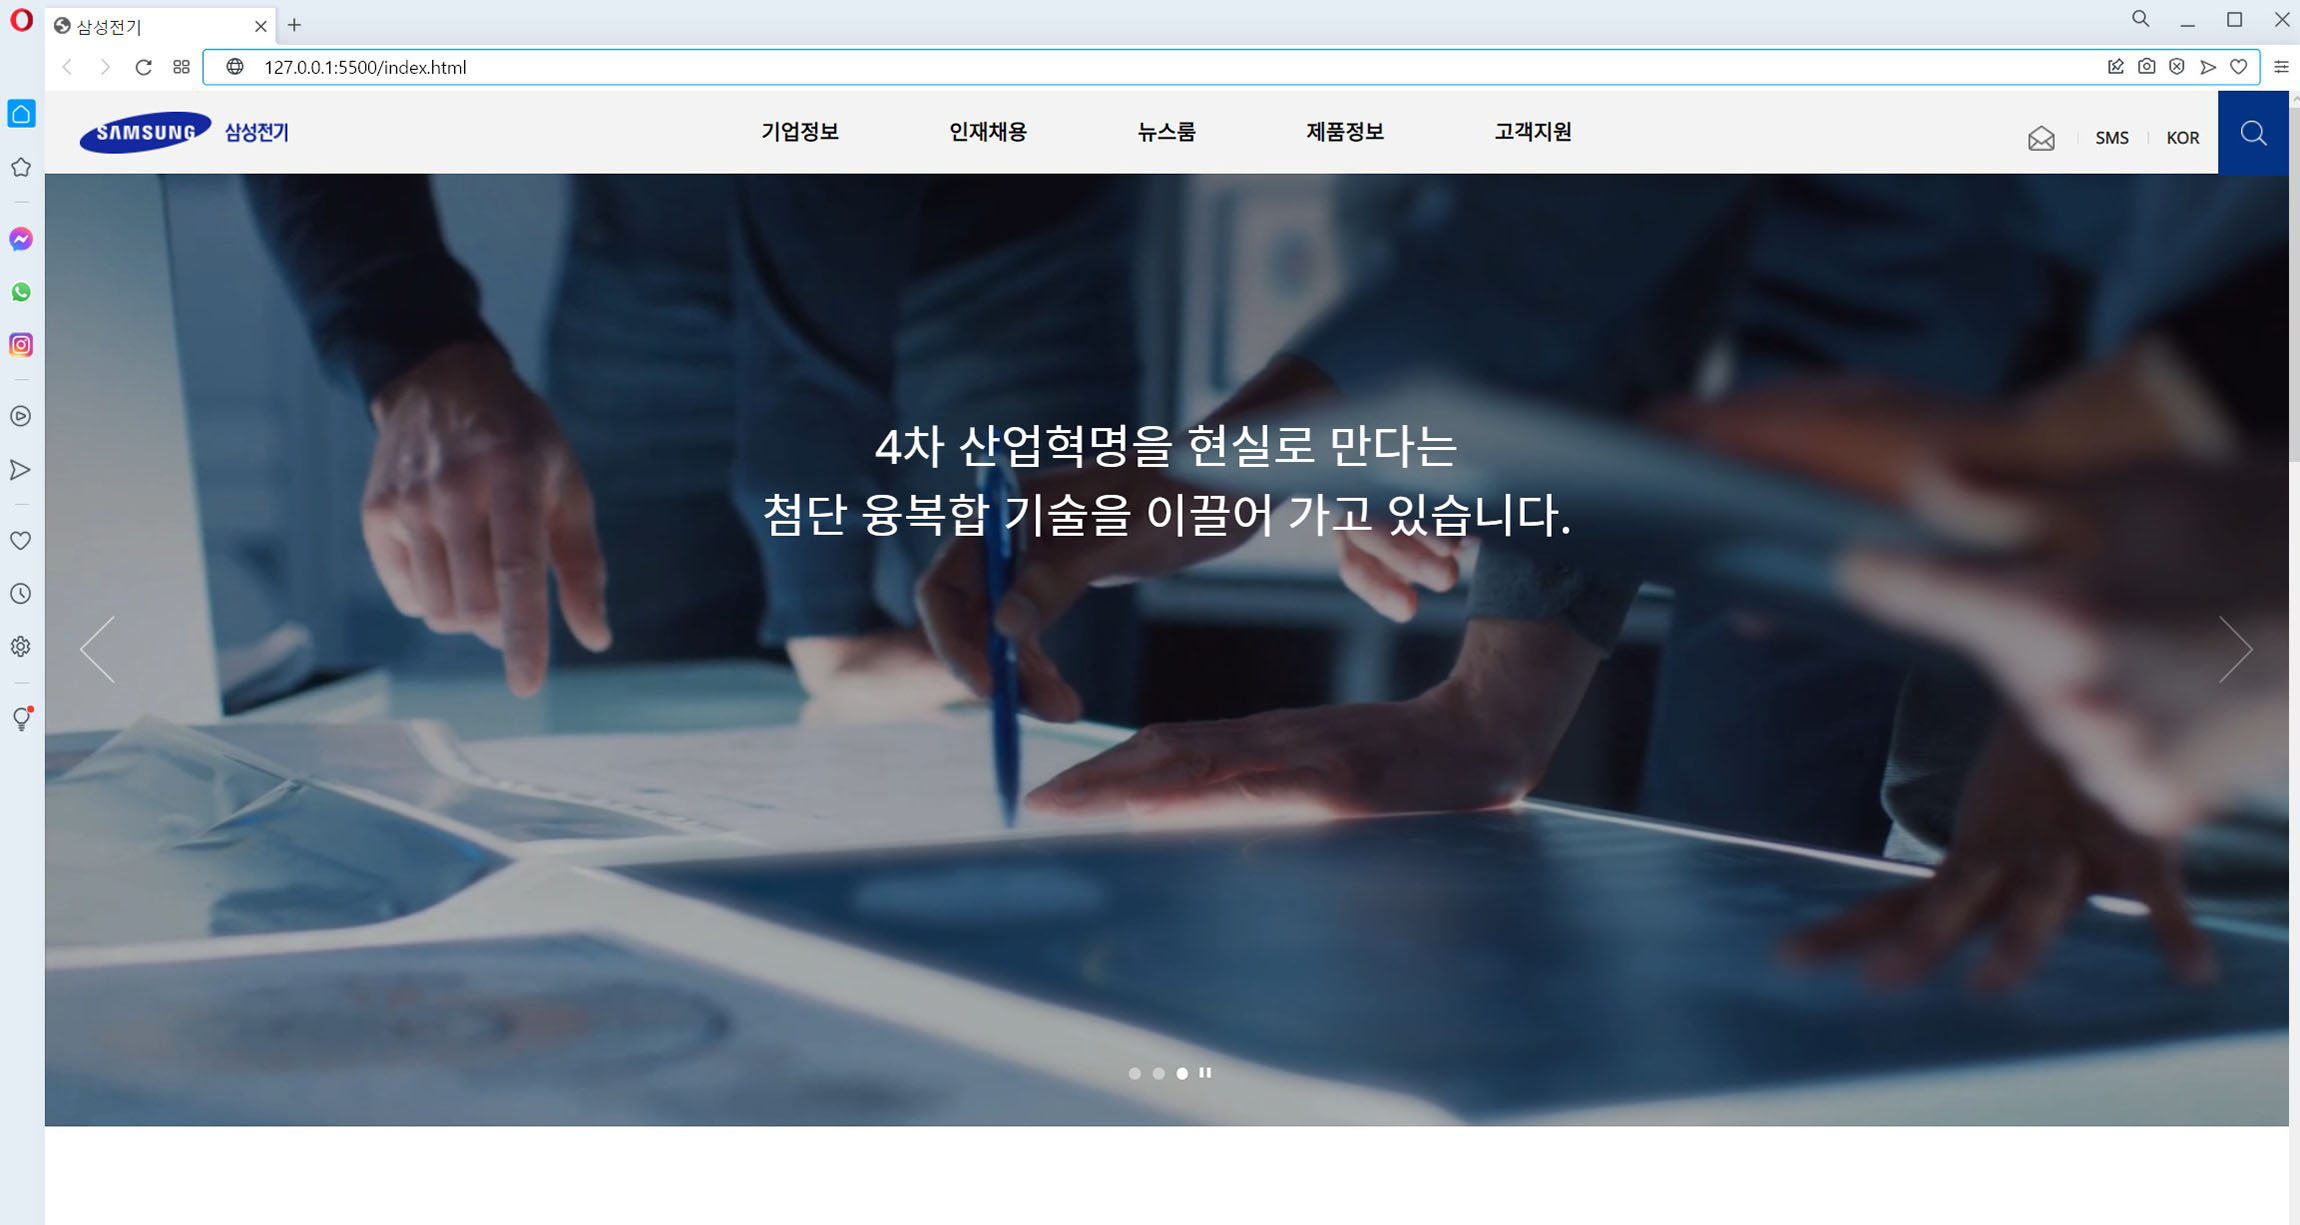 삼성전기
127.0.0.1:5500/index.html
SAMSUNG 삼성전기
기업정보 인재채용 뉴스룸 제품정보 고객지원
SMS KOR
4차 산업혁명을 현실로 만다는
첨단 융복합 기술을 이끌어 가고 있습니다.